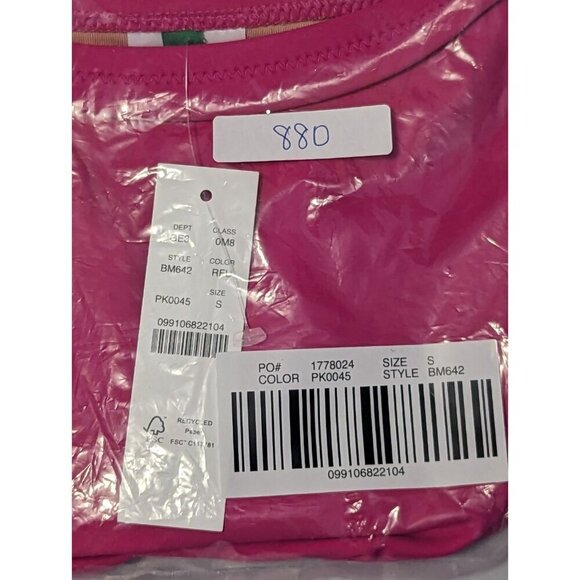 880
DEPT CLASS
BE3 0M8
STYLE COLOR
BM642
SIZE
PK0045 S
099106822104
RECYCLED
Paper
FSC
PO# 1778024 SIZE S
COLOR PK0045 STYLE BM642
099106822104